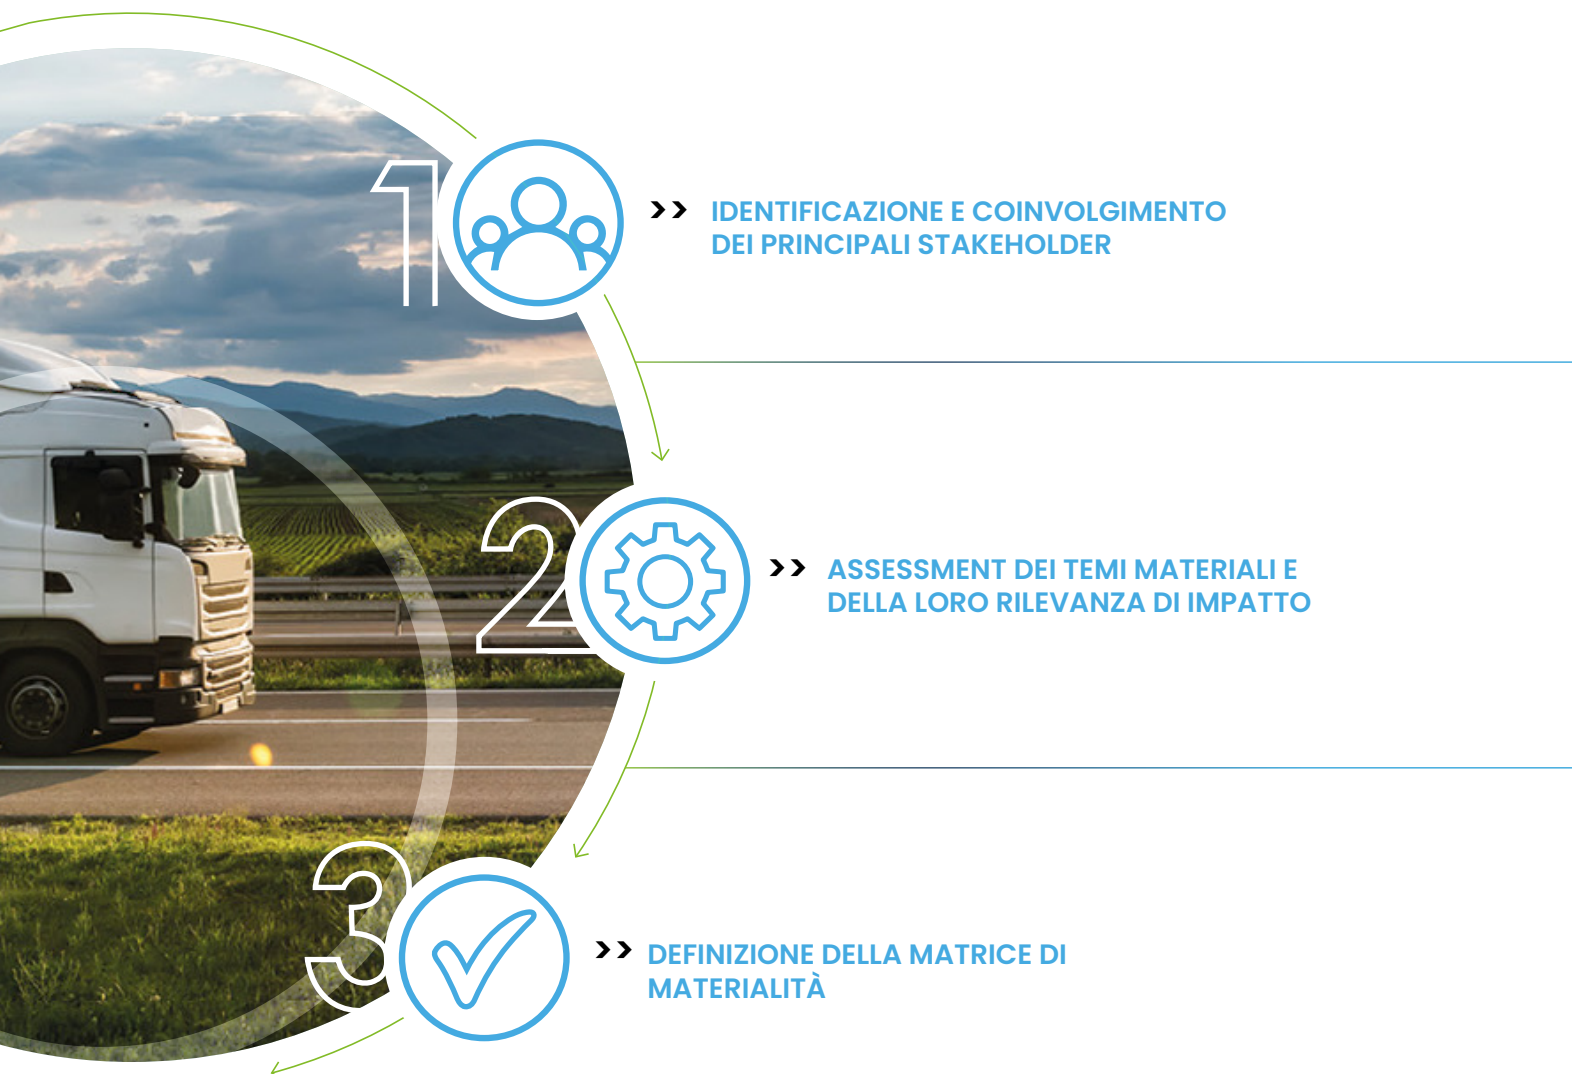 1
>> IDENTIFICAZIONE E COINVOLGIMENTO
DEI PRINCIPALI STAKEHOLDER
2
>> ASSESSMENT DEI TEMI MATERIALI E
DELLA LORO RILEVANZA DI IMPATTO
3
>> DEFINIZIONE DELLA MATRICE DI
MATERIALITÀ